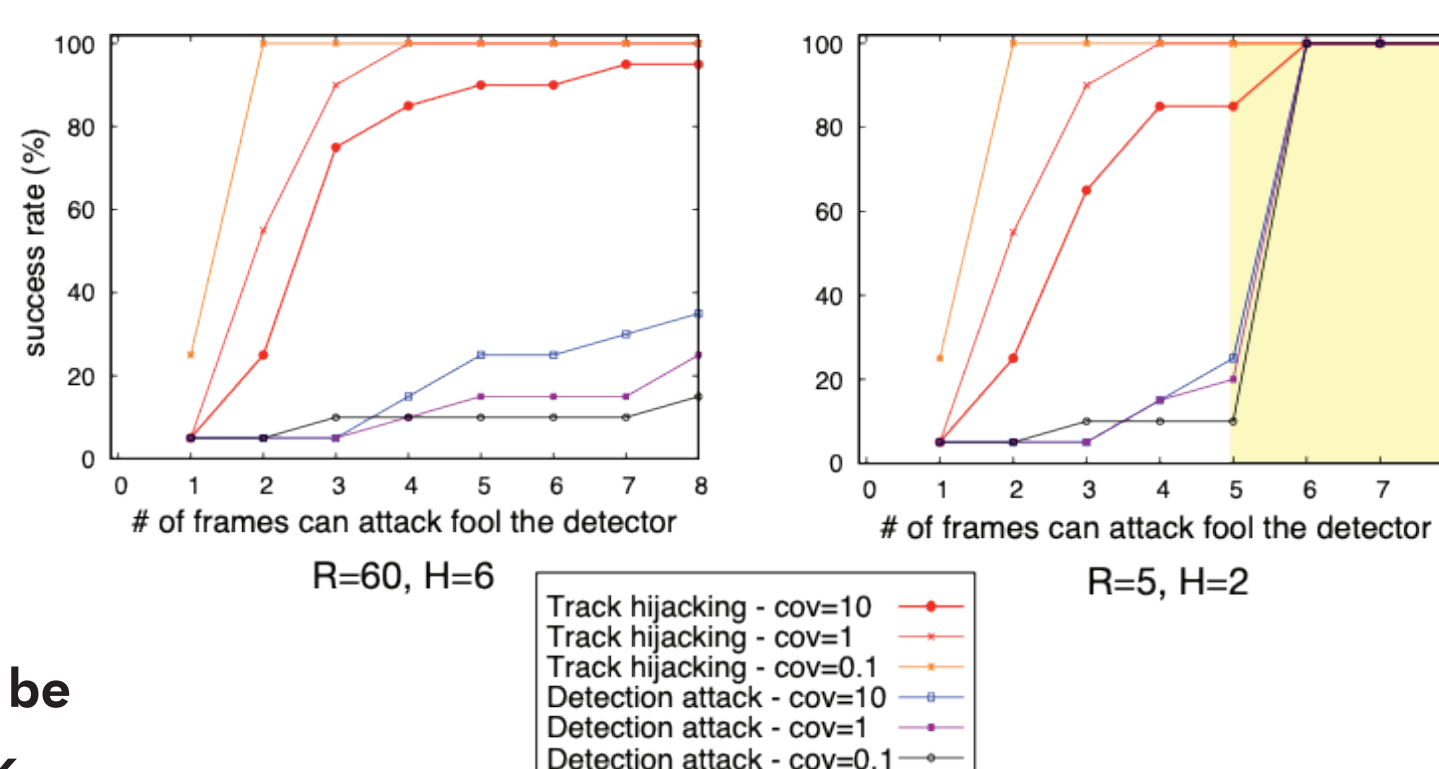 success rate (%)
100
80
60
40
20
0
0 1 2 3 4 5 6 7 8
# of frames can attack fool the detector
R=60, H=6
100
80
60
40
20
0
0 1 2 3 4 5 6 7
# of frames can attack fool the detector
R=5, H=2
Track hijacking - cov=10
Track hijacking - cov=1
Track hijacking - cov=0.1
Detection attack - cov=10
Detection attack - cov=1
Detection attack - cov=0.1
be